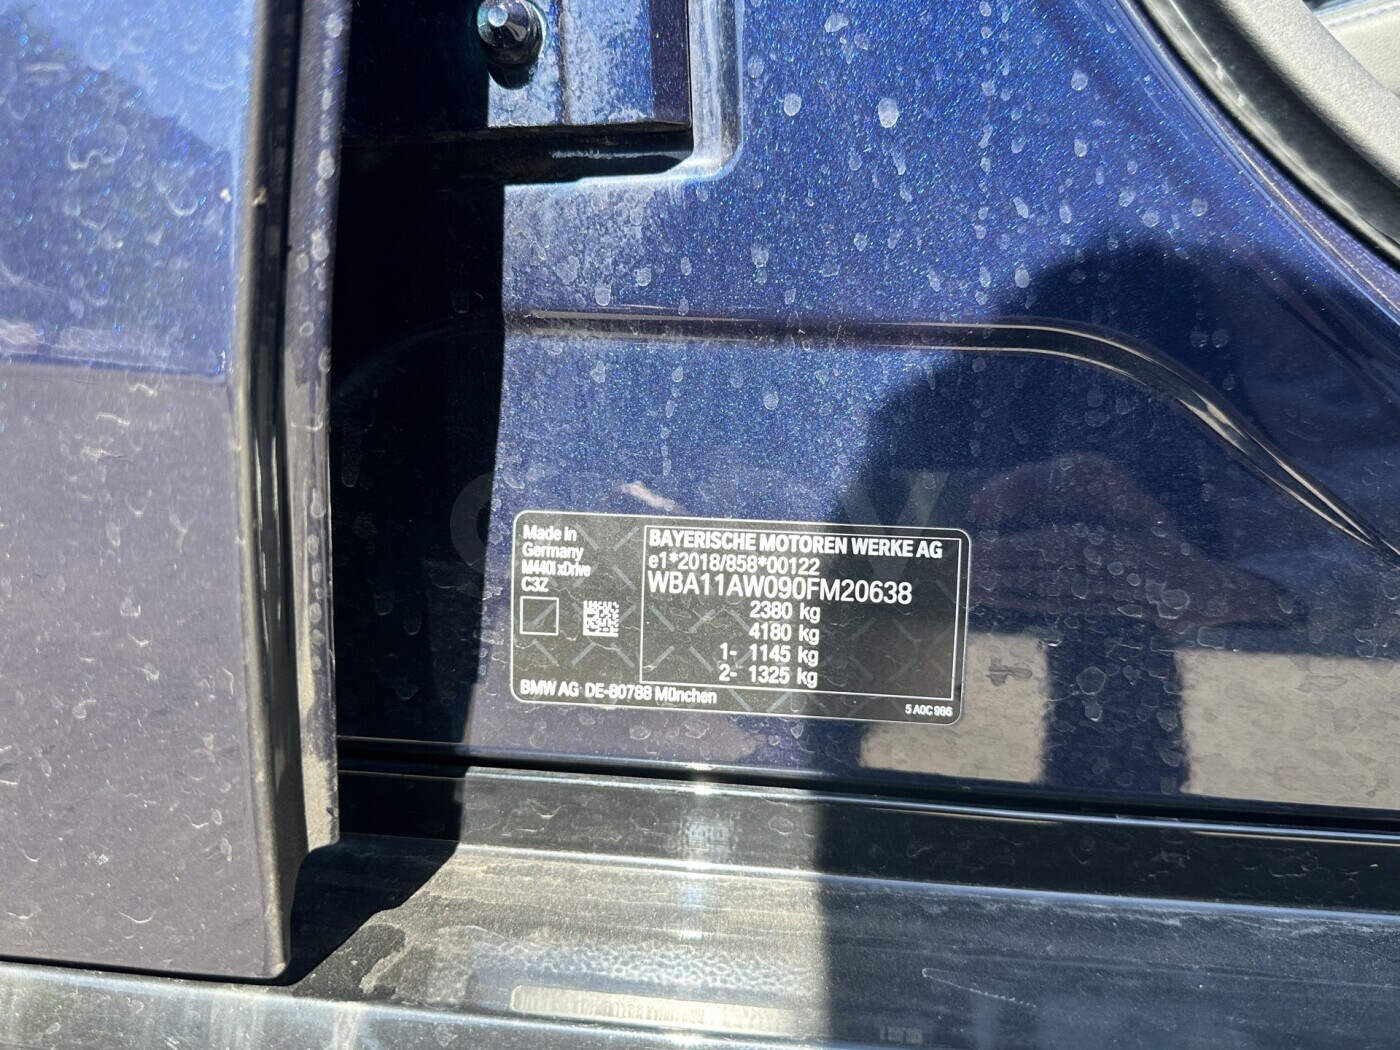 Made in
Germany
M440i xDrive
C3Z
BAYERISCHE MOTOREN WERKE AG
e1*2018/858*00122
WBA11AW090FM20638
2380 kg
4180 kg
1- 1145 kg
2- 1325 kg
BMW AG DE-80788 München
5 A0C 986